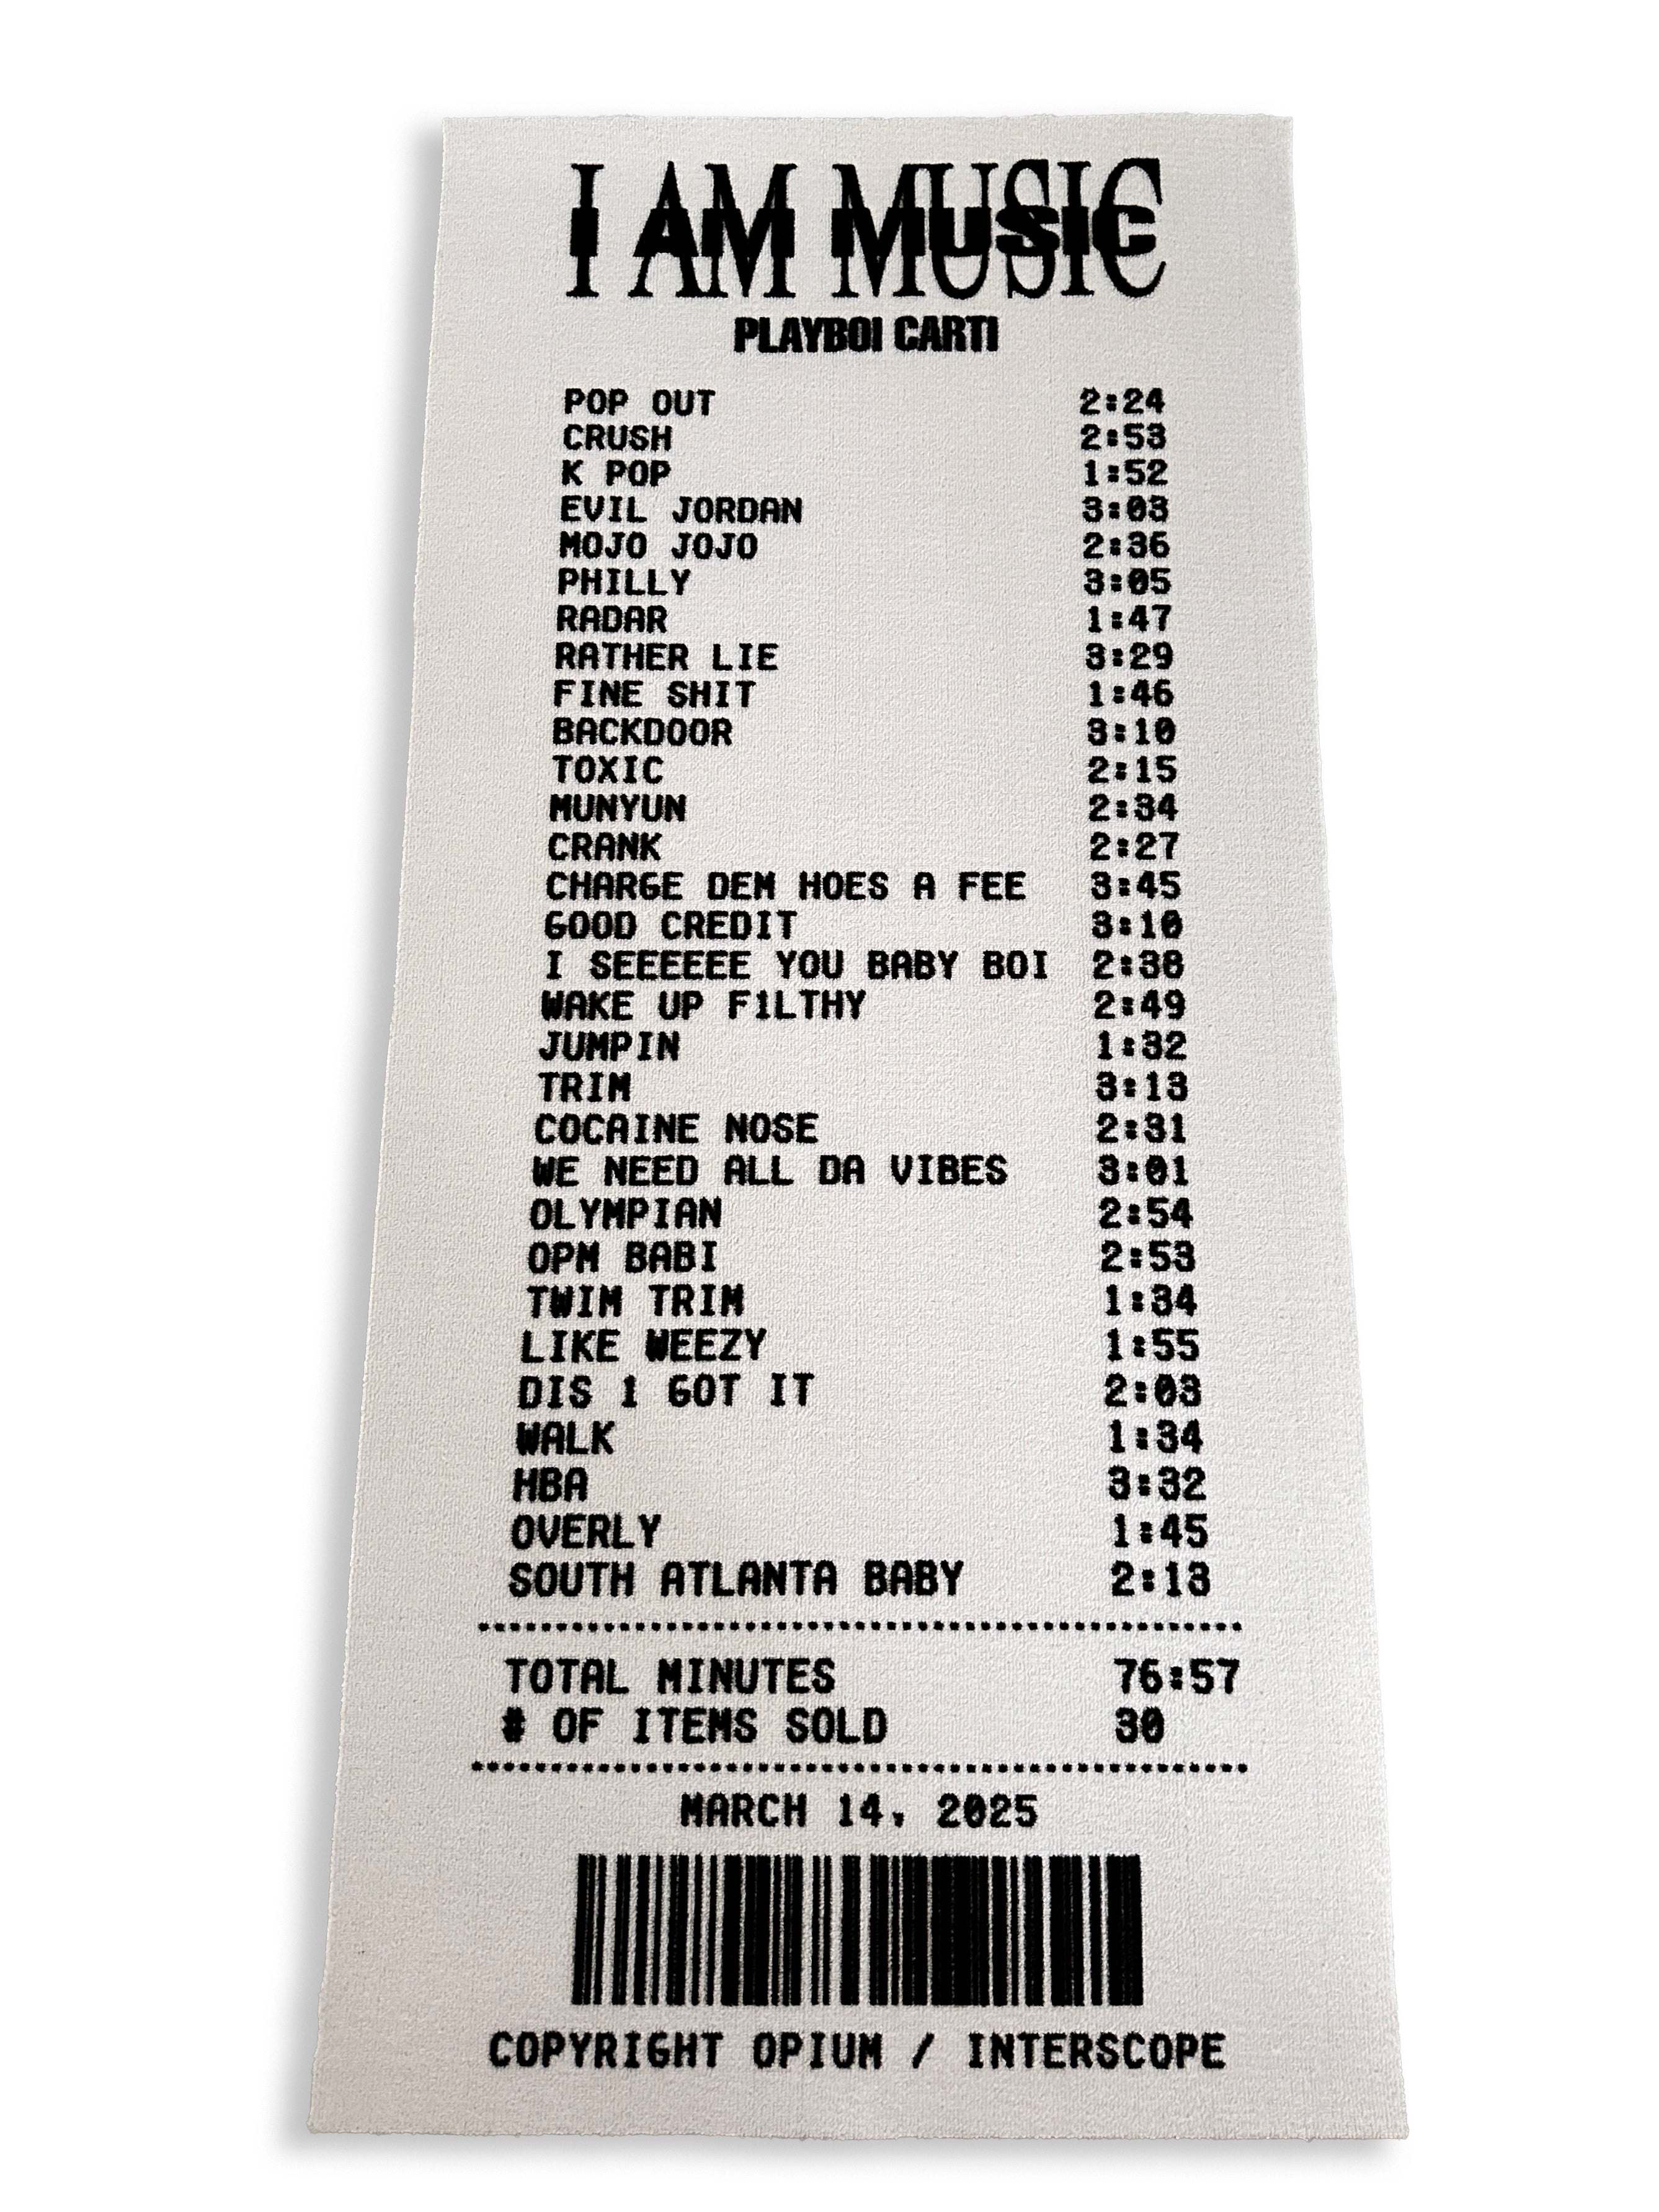 I AM MUSIC
I AM MUSIC
PLAYBOI CARTI
POP OUT 2:24
CRUSH 2:53
K POP 1:52
EVIL JORDAN 3:03
MOJO JOJO 2:36
PHILLY 3:05
RADAR 1:47
RATHER LIE 3:29
FINE SHIT 1:46
BACKDOOR 3:10
TOXIC 2:15
MUNYUN 2:34
CRANK 2:27
CHARGE DEM HOES A FEE 3:45
GOOD CREDIT 3:10
I SEEEEEE YOU BABY BOI 2:38
WAKE UP F1LTHY 2:49
JUMPIN 1:32
TRIM 3:13
COCAINE NOSE 2:31
WE NEED ALL DA VIBES 3:01
OLYMPIAN 2:54
OPM BABI 2:53
TWIM TRIM 1:34
LIKE WEEZY 1:55
DIS 1 GOT IT 2:03
WALK 1:34
HBA 3:32
OVERLY 1:45
SOUTH ATLANTA BABY 2:13
TOTAL MINUTES 76:57
# OF ITEMS SOLD 30
MARCH 14, 2025
COPYRIGHT OPIUM / INTERSCOPE